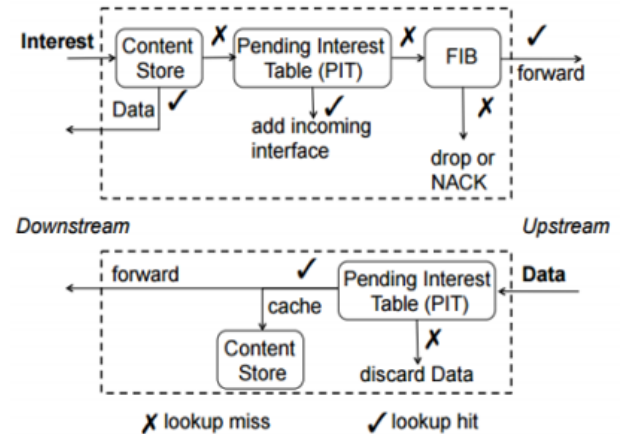 Interest
Content
Store
✗
Pending Interest
Table (PIT)
✗
FIB
✓
forward
Data
✓
✓
add incoming
interface
✗
drop or
NACK
Downstream
Upstream
forward
✓
cache
Pending Interest
Table (PIT)
Data
Content
Store
✗
discard Data
✗ lookup miss
✓ lookup hit